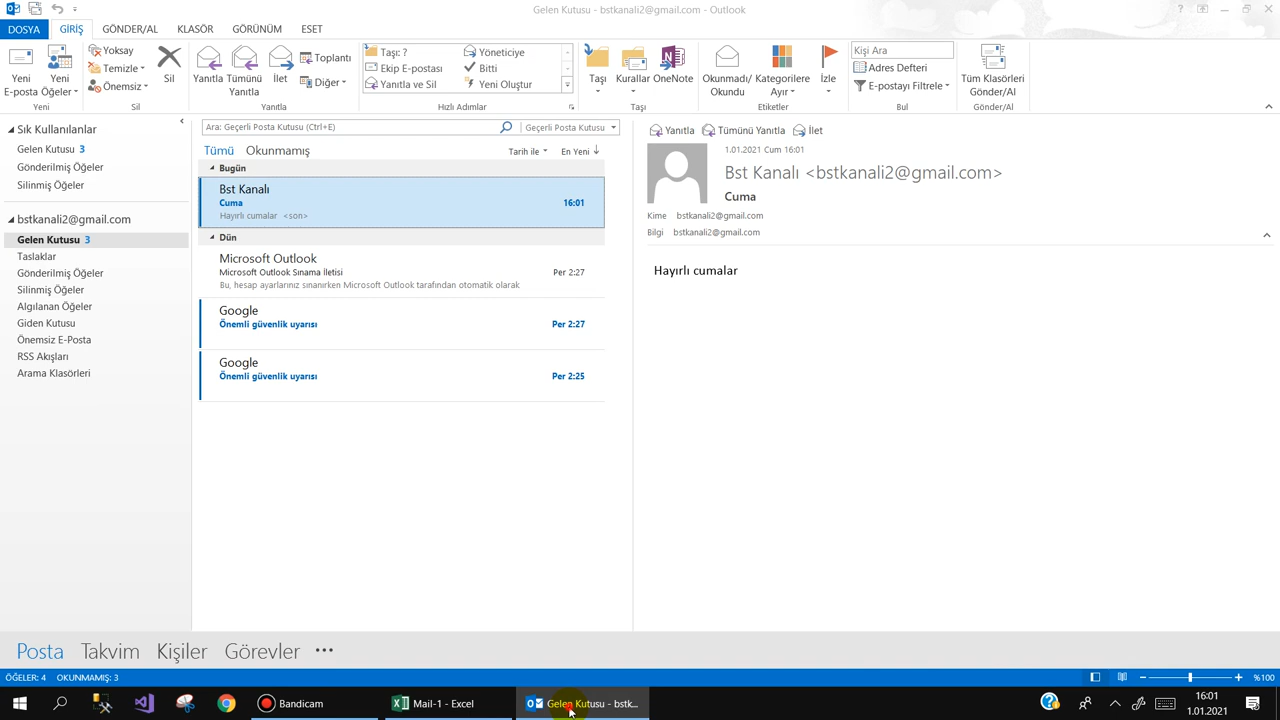 Gelen Kutusu - bstkanali2@gmail.com - Outlook
DOSYA GİRİŞ GÖNDER/AL KLASÖR GÖRÜNÜM ESET
Yeni E-posta
Yeni Öğeler
Yeni
Yoksay
Temizle
Önemsiz
Sil
Sil
Yanıtla
Tümünü Yanıtla
İlet
Toplantı
Diğer
Yanıtla
Taşı: ?
Ekip E-postası
Yanıtla ve Sil
Yöneticiye
Bitti
Yeni Oluştur
Hızlı Adımlar
Taşı
Kurallar
OneNote
Taşı
Okunmadı/ Okundu
Kategorilere Ayır
İzle
Etiketler
Kişi Ara
Adres Defteri
E-postayı Filtrele
Bul
Tüm Klasörleri Gönder/Al
Gönder/Al
Sık Kullanılanlar
Gelen Kutusu 3
Gönderilmiş Öğeler
Silinmiş Öğeler
bstkanali2@gmail.com
Gelen Kutusu 3
Taslaklar
Gönderilmiş Öğeler
Silinmiş Öğeler
Algılanan Öğeler
Giden Kutusu
Önemsiz E-Posta
RSS Akışları
Arama Klasörleri
Ara: Geçerli Posta Kutusu (Ctrl+E)
Geçerli Posta Kutusu
Tümü Okunmamış
Tarih ile En Yeni
Bugün
Bst Kanalı
Cuma 16:01
Hayırlı cumalar <son>
Dün
Microsoft Outlook
Microsoft Outlook Sınama İletisi Per 2:27
Bu, hesap ayarlarınız sınanırken Microsoft Outlook tarafından otomatik olarak
Google
Önemli güvenlik uyarısı Per 2:27
Google
Önemli güvenlik uyarısı Per 2:25
Yanıtla Tümünü Yanıtla İlet
1.01.2021 Cum 16:01
Bst Kanalı <bstkanali2@gmail.com>
Cuma
Kime bstkanali2@gmail.com
Bilgi bstkanali2@gmail.com
Hayırlı cumalar
Posta Takvim Kişiler Görevler
ÖĞELER: 4 OKUNMAMIŞ: 3
%100
Bandicam
Mail-1 - Excel
Gelen Kutusu - bstk...
16:01
1.01.2021